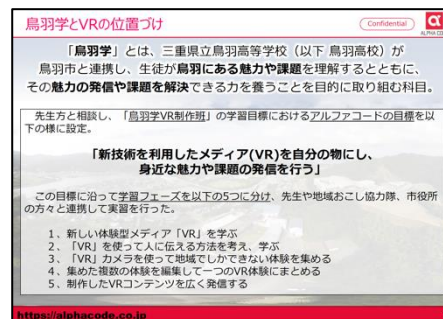 鳥羽学とVRの位置づけ
Confidential
α
ALPHA CODE
「鳥羽学」とは、三重県立鳥羽高等学校（以下 鳥羽高校）が
鳥羽市と連携し、生徒が鳥羽にある魅力や課題を理解するとともに、
その魅力の発信や課題を解決できる力を養うことを目的に取り組む科目。
先生方と相談し、「鳥羽学VR制作班」の学習目標におけるアルファコードの目標を以
下の様に設定。
「新技術を利用したメディア(VR)を自分の物にし、
身近な魅力や課題の発信を行う」
この目標に沿って学習フェーズを以下の5つに分け、先生や地域おこし協力隊、市役所
の方々と連携して実習を行った。
1、新しい体験型メディア「VR」を学ぶ
2、「VR」を使って人に伝える方法を考え、学ぶ
3、「VR」カメラを使って地域でしかできない体験を集める
4、集めた複数の体験を編集して一つのVR体験にまとめる
5、制作したVRコンテンツを広く発信する
https://alphacode.co.jp